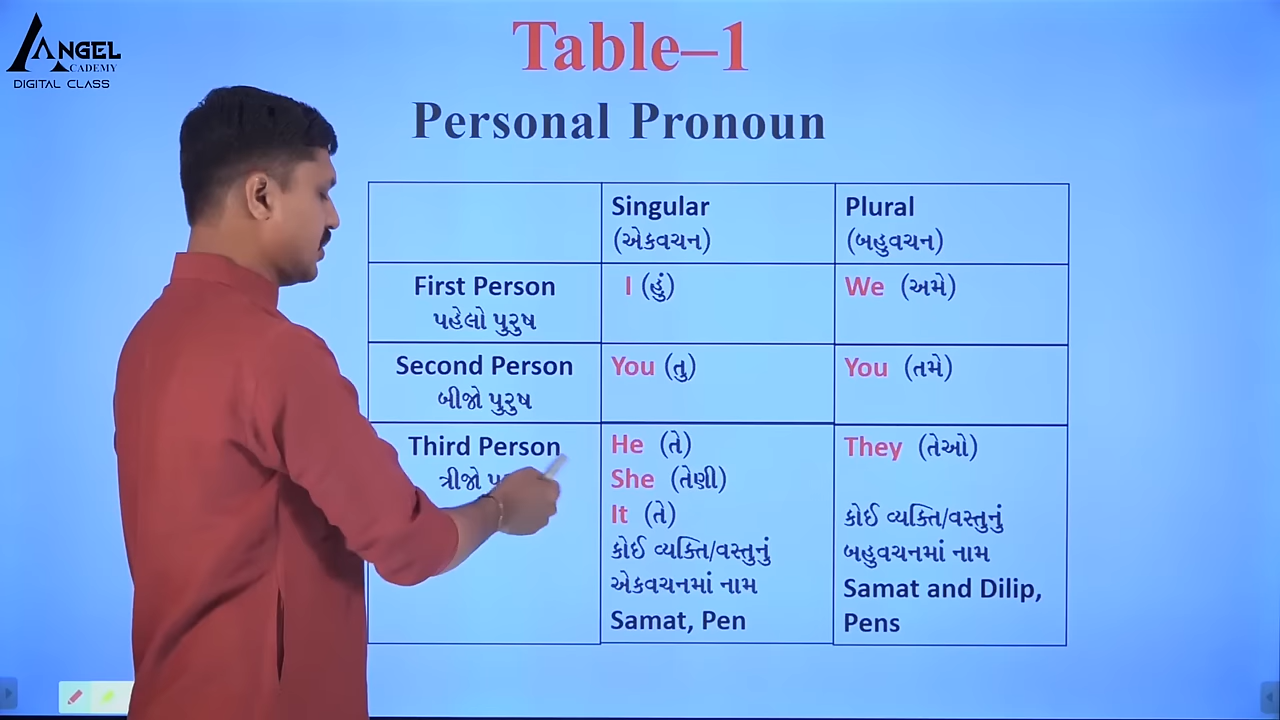 ANGEL
ACADEMY
DIGITAL CLASS
Table–1
Personal Pronoun
Singular
(એકવચન)
Plural
(બહુવચન)
First Person
પહેલો પુરુષ
I (હું)
We (અમે)
Second Person
બીજો પુરુષ
You (તુ)
You (તમે)
Third Person
ત્રીજો
He (તે)
She (તેણી)
It (તે)
કોઈ વ્યક્તિ/વસ્તુનું
એકવચનમાં નામ
Samat, Pen
They (તેઓ)
કોઈ વ્યક્તિ/વસ્તુનું
બહુવચનમાં નામ
Samat and Dilip,
Pens